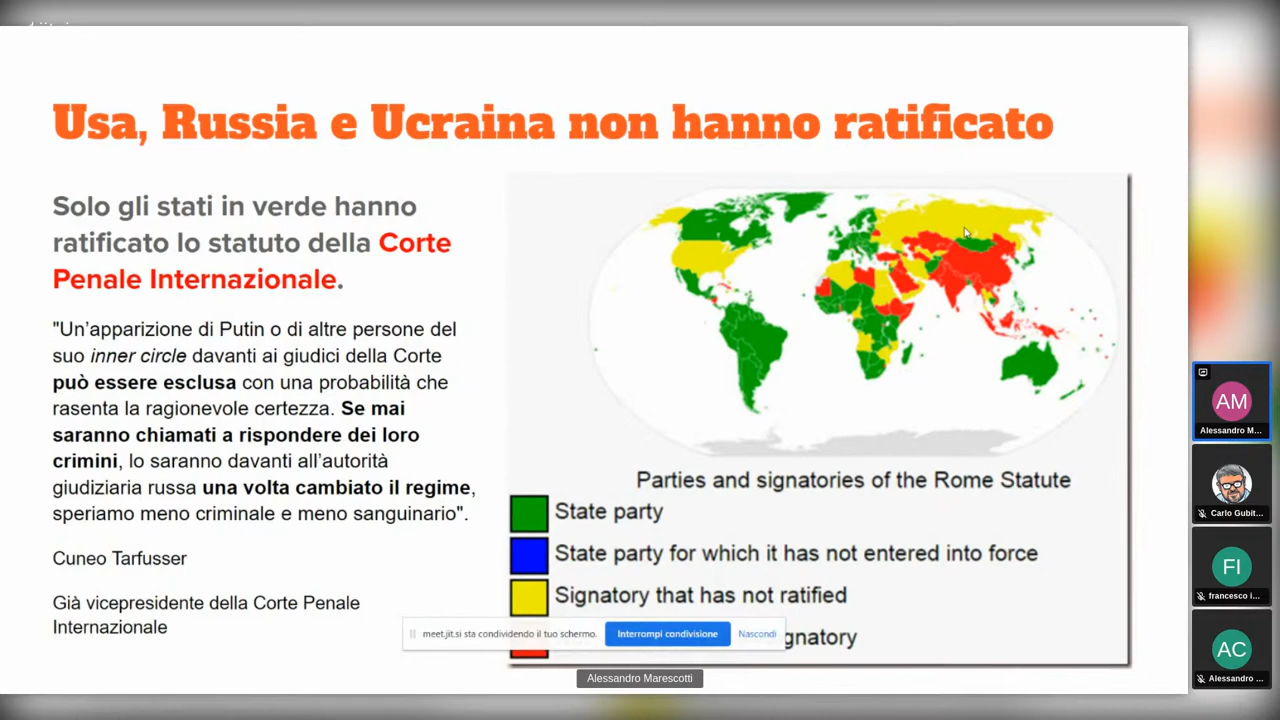 Usa, Russia e Ucraina non hanno ratificato
Solo gli stati in verde hanno
ratificato lo statuto della Corte
Penale Internazionale.
"Un'apparizione di Putin o di altre persone del
suo inner circle davanti ai giudici della Corte
può essere esclusa con una probabilità che
rasenta la ragionevole certezza. Se mai
saranno chiamati a rispondere dei loro
crimini, lo saranno davanti all'autorità
giudiziaria russa una volta cambiato il regime,
speriamo meno criminale e meno sanguinario".
Cuneo Tarfusser
Già vicepresidente della Corte Penale
Internazionale
Parties and signatories of the Rome Statute
State party
State party for which it has not entered into force
Signatory that has not ratified
gnatory
meet.jit.si sta condividendo il tuo schermo. Interrompi condivisione Nascondi
Alessandro Marescotti
AM
Alessandro M...
Carlo Gubit...
FI
francesco i...
AC
Alessandro ...